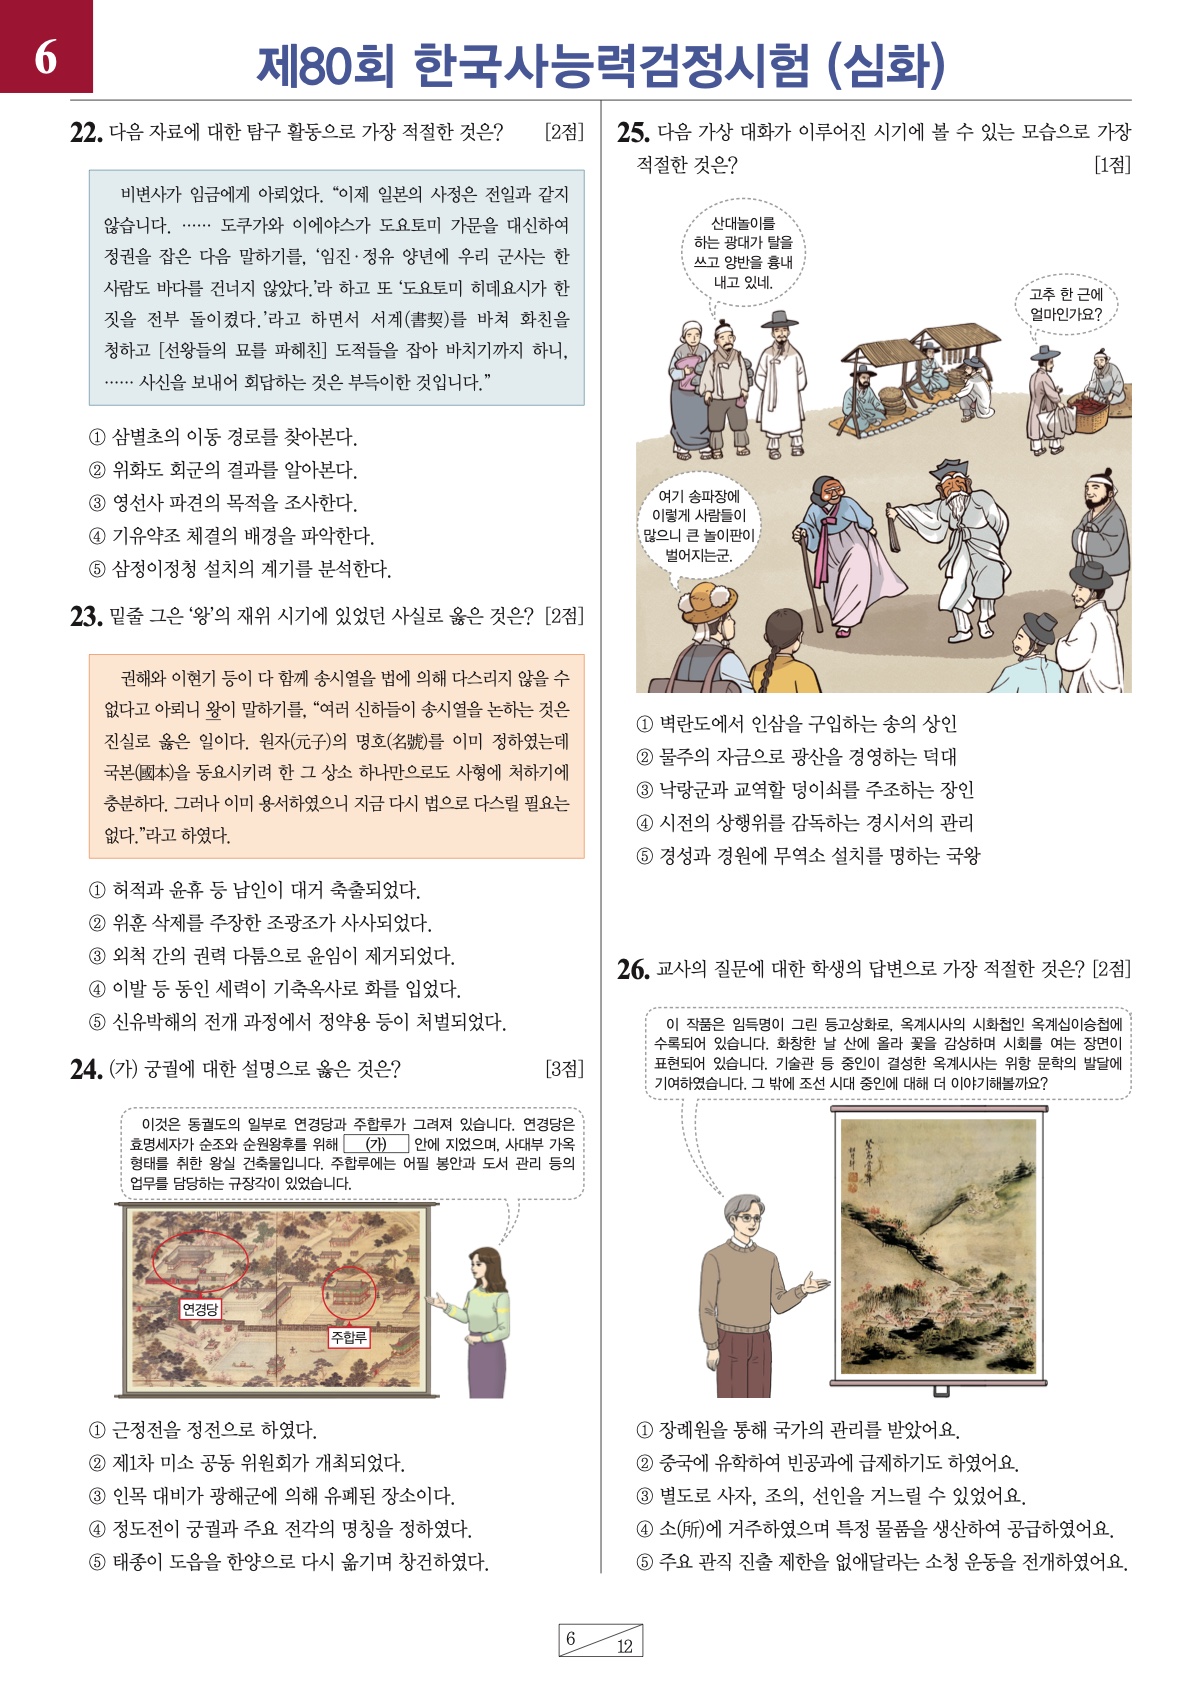 6
제80회 한국사능력검정시험 (심화)
22. 다음 자료에 대한 탐구 활동으로 가장 적절한 것은? [2점]
비변사가 임금에게 아뢰었다. “이제 일본의 사정은 전일과 같지
않습니다. …… 도쿠가와 이에야스가 도요토미 가문을 대신하여
정권을 잡은 다음 말하기를, ‘임진·정유 양년에 우리 군사는 한
사람도 바다를 건너지 않았다.’라 하고 또 ‘도요토미 히데요시가 한
짓을 전부 돌이켰다.’라고 하면서 서계(書契)를 바쳐 화친을
청하고 [선왕들의 묘를 파헤친] 도적들을 잡아 바치기까지 하니,
…… 사신을 보내어 회답하는 것은 부득이한 것입니다.”
① 삼별초의 이동 경로를 찾아본다.
② 위화도 회군의 결과를 알아본다.
③ 영선사 파견의 목적을 조사한다.
④ 기유약조 체결의 배경을 파악한다.
⑤ 삼정이정청 설치의 계기를 분석한다.
23. 밑줄 그은 ‘왕’의 재위 시기에 있었던 사실로 옳은 것은? [2점]
권해와 이현기 등이 다 함께 송시열을 법에 의해 다스리지 않을 수
없다고 아뢰니 왕이 말하기를, “여러 신하들이 송시열을 논하는 것은
진실로 옳은 일이다. 원자(元子)의 명호(名號)를 이미 정하였는데
국본(國本)을 동요시키려 한 그 상소 하나만으로도 사형에 처하기에
충분하다. 그러나 이미 용서하였으니 지금 다시 법으로 다스릴 필요는
없다.”라고 하였다.
① 허적과 윤휴 등 남인이 대거 축출되었다.
② 위훈 삭제를 주장한 조광조가 사사되었다.
③ 외척 간의 권력 다툼으로 윤임이 제거되었다.
④ 이발 등 동인 세력이 기축옥사로 화를 입었다.
⑤ 신유박해의 전개 과정에서 정약용 등이 처벌되었다.
24. (가) 궁궐에 대한 설명으로 옳은 것은? [3점]
이것은 동궐도의 일부로 연경당과 주합루가 그려져 있습니다. 연경당은
효명세자가 순조와 순원왕후를 위해 (가) 안에 지었으며, 사대부 가옥
형태를 취한 왕실 건축물입니다. 주합루에는 어필 봉안과 도서 관리 등의
업무를 담당하는 규장각이 있었습니다.
연경당
주합루
① 근정전을 정전으로 하였다.
② 제1차 미소 공동 위원회가 개최되었다.
③ 인목 대비가 광해군에 의해 유폐된 장소이다.
④ 정도전이 궁궐과 주요 전각의 명칭을 정하였다.
⑤ 태종이 도읍을 한양으로 다시 옮기며 창건하였다.
25. 다음 가상 대화가 이루어진 시기에 볼 수 있는 모습으로 가장
적절한 것은? [1점]
산대놀이를
하는 광대가 탈을
쓰고 양반을 흉내
내고 있네.
고추 한 근에
얼마인가요?
여기 송파장에
이렇게 사람들이
많으니 큰 놀이판이
벌어지는군.
① 벽란도에서 인삼을 구입하는 송의 상인
② 물주의 자금으로 광산을 경영하는 덕대
③ 낙랑군과 교역할 덩이쇠를 주조하는 장인
④ 시전의 상행위를 감독하는 경시서의 관리
⑤ 경성과 경원에 무역소 설치를 명하는 국왕
26. 교사의 질문에 대한 학생의 답변으로 가장 적절한 것은? [2점]
이 작품은 임득명이 그린 등고상화로, 옥계시사의 시화첩인 옥계십이승첩에
수록되어 있습니다. 화창한 날 산에 올라 꽃을 감상하며 시회를 여는 장면이
표현되어 있습니다. 기술관 등 중인이 결성한 옥계시사는 위항 문학의 발달에
기여하였습니다. 그 밖에 조선 시대 중인에 대해 더 이야기해볼까요?
① 장례원을 통해 국가의 관리를 받았어요.
② 중국에 유학하여 빈공과에 급제하기도 하였어요.
③ 별도로 사자, 조의, 선인을 거느릴 수 있었어요.
④ 소(所)에 거주하였으며 특정 물품을 생산하여 공급하였어요.
⑤ 주요 관직 진출 제한을 없애달라는 소청 운동을 전개하였어요.
6
12